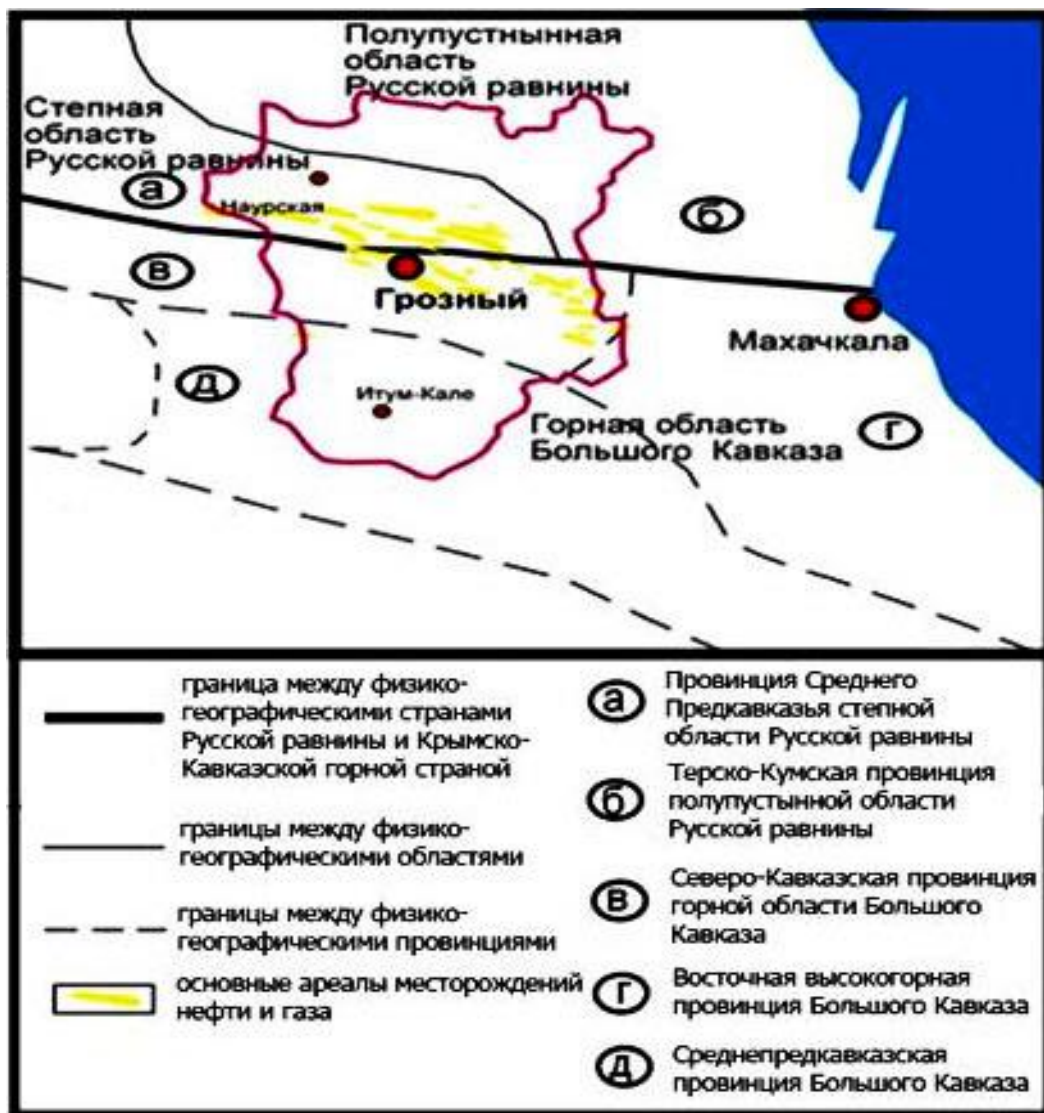 Полупустнынная
область
Русской равнины
Степная
область
Русской равнины
а
Наурская
б
в
Грозный
Махачкала
д
Итум-Кале
Горная область
Большого Кавказа
г
граница между физико-
географическими странами
Русской равнины и Крымско-
Кавказской горной страной
границы между физико-
географическими областями
границы между физико-
географическими провинциями
основные ареалы месторождений
нефти и газа
а
Провинция Среднего
Предкавказья степной
области Русской равнины
б
Терско-Кумская провинция
полупустынной области
Русской равнины
в
Северо-Кавказская провинция
горной области Большого
Кавказа
г
Восточная высокогорная
провинция Большого Кавказа
д
Среднепредкавказская
провинция Большого Кавказа